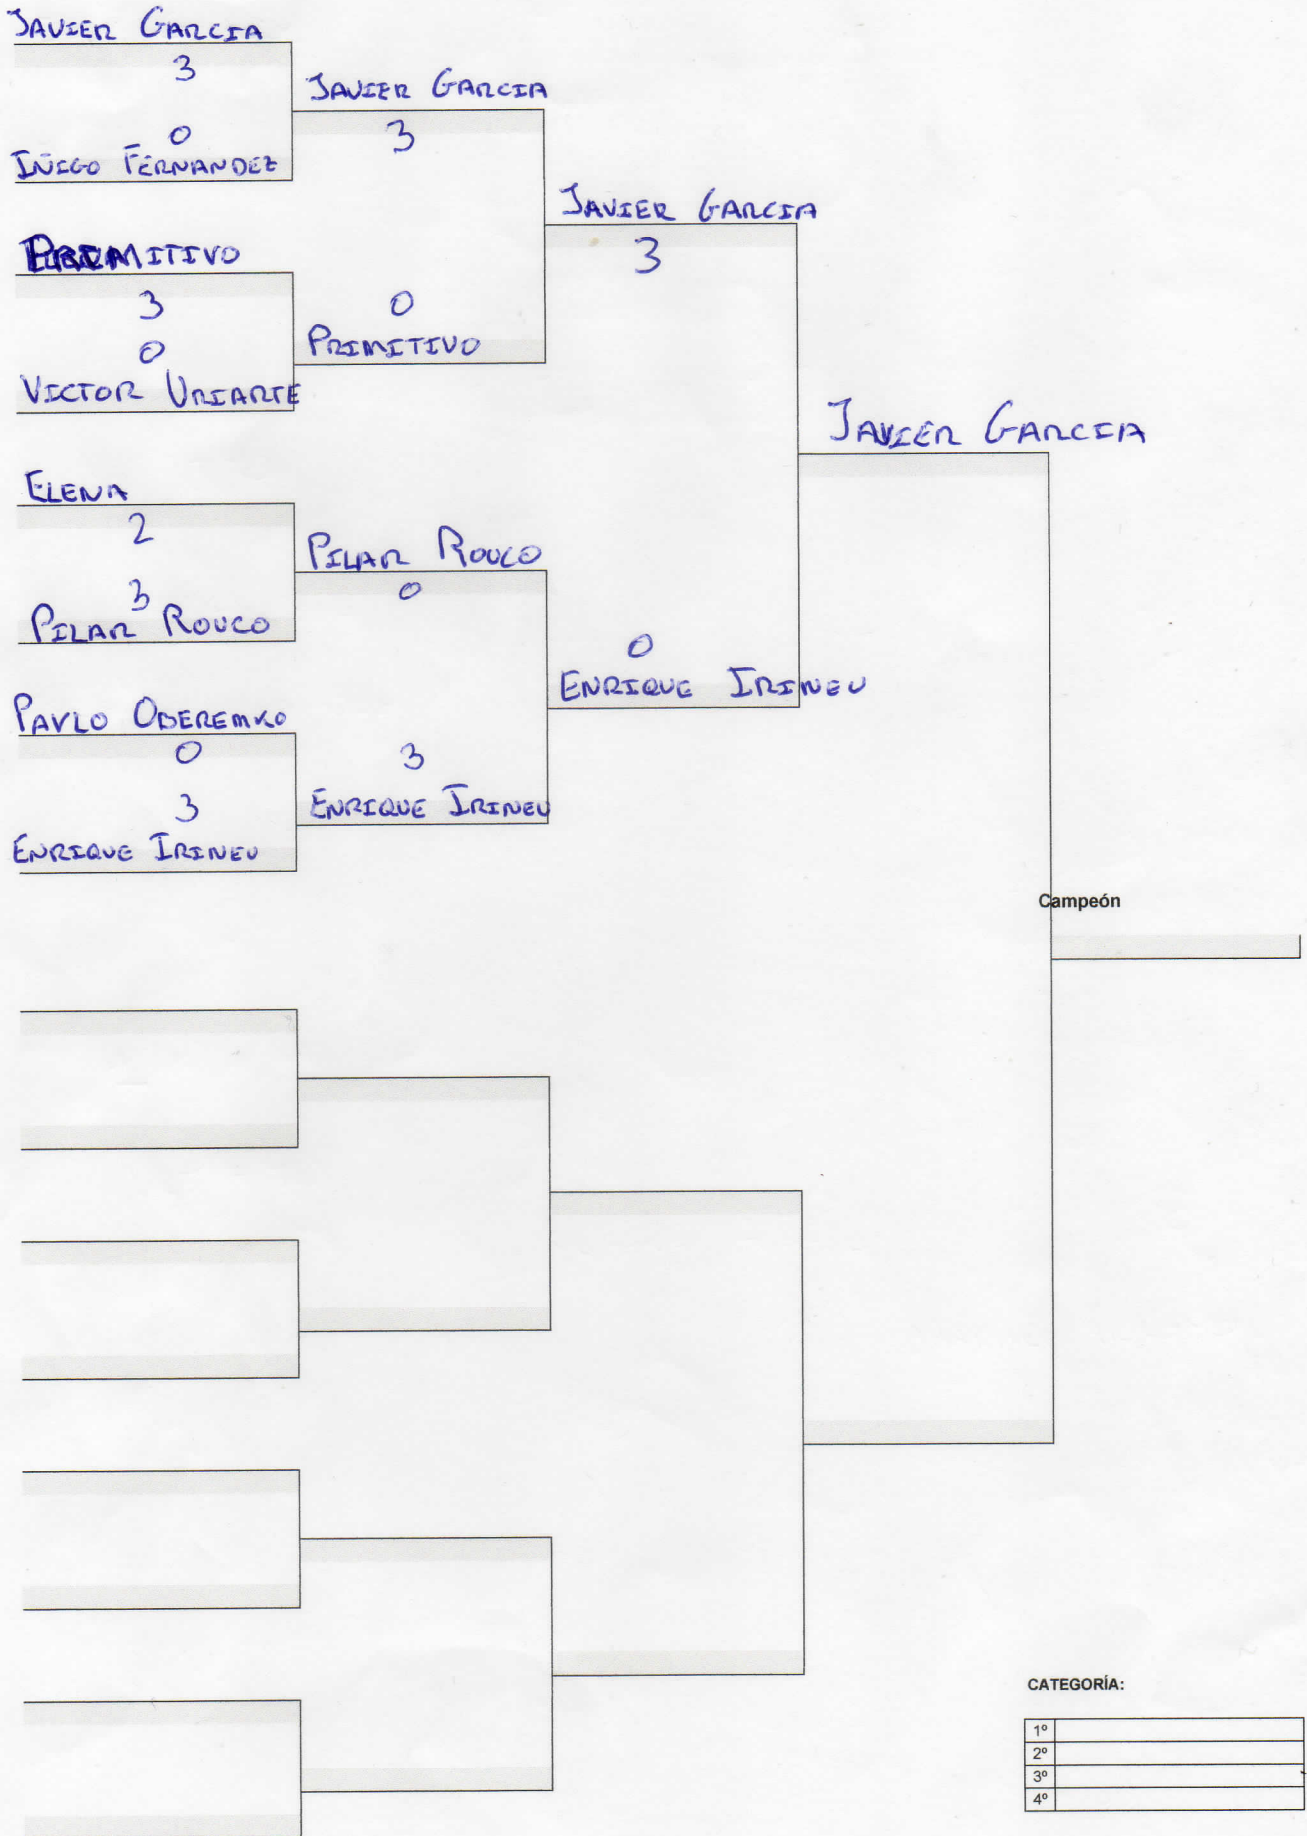 JAVIER GARCIA
3
JAVIER GARCIA
0
3
IÑIGO FERNANDEZ
JAVIER GARCIA
PRIMITIVO
3
3
0
0
PRIMITIVO
VICTOR URIARTE
JAVIER GARCIA
ELENA
2
PILAR ROUCO
3
0
PILAR ROUCO
0
ENRIQUE IRINEU
PAVLO OBEREMKO
0
3
3
ENRIQUE IRINEU
ENRIQUE IRINEU
Campeón
CATEGORÍA:
1º
2º
3º
4º